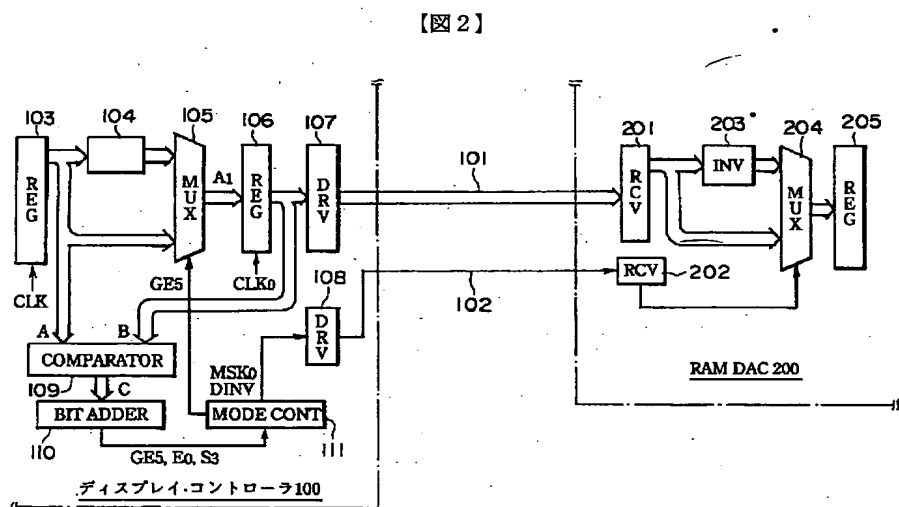 【図2】
103
104
105
106
107
REG
MUX
A1
REG
DRV
101
CLK
GE5
CLK0
108
DRV
102
A
B
COMPARATOR
109
C
MSK0
DINV
BIT ADDER
MODE CONT
110
111
GE5, E0, S3
ディスプレイ・コントローラ100
201
203
204
205
RCV
INV
MUX
REG
RCV
202
RAM DAC 200